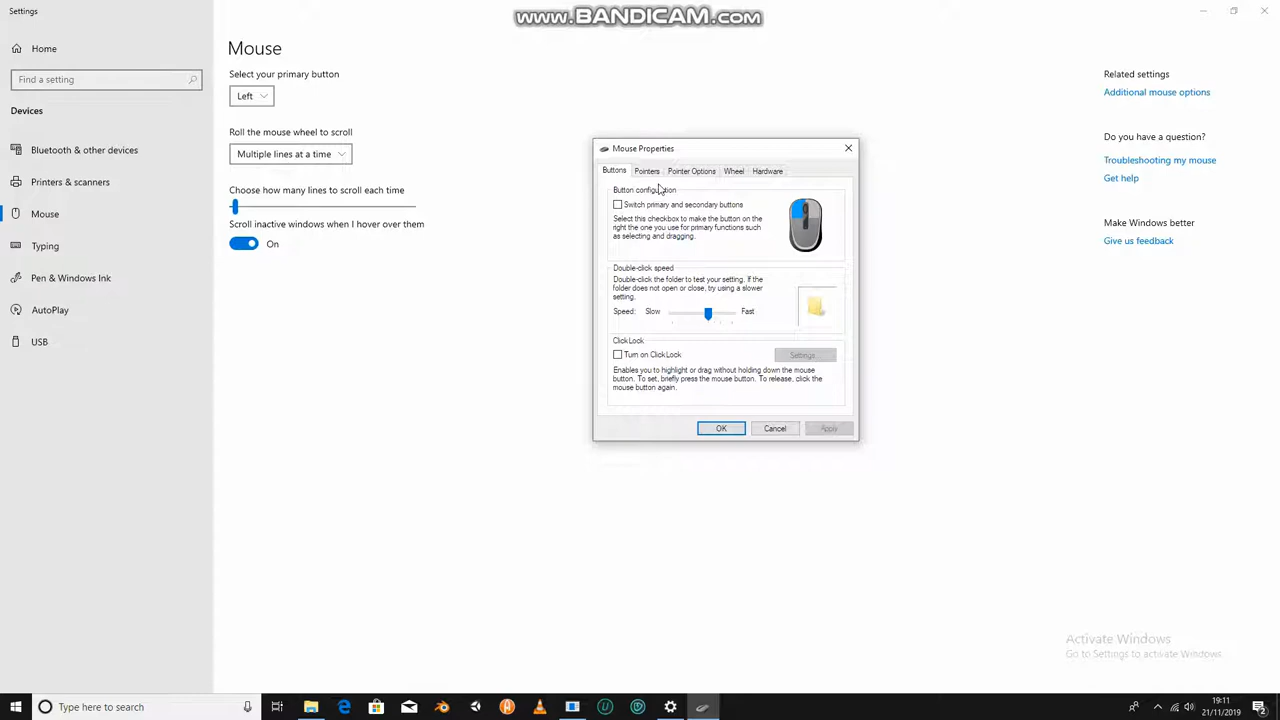 Settings
www.BANDICAM.com
Home
Find a setting
Devices
Bluetooth & other devices
Printers & scanners
Mouse
Typing
Pen & Windows Ink
AutoPlay
USB
Mouse
Select your primary button
Left
Roll the mouse wheel to scroll
Multiple lines at a time
Choose how many lines to scroll each time
Scroll inactive windows when I hover over them
On
Mouse Properties
Buttons
Pointers
Pointer Options
Wheel
Hardware
Button configuration
Switch primary and secondary buttons
Select this checkbox to make the button on
the right the one you use for primary functions such
as selecting and dragging.
Double-click speed
Double-click the folder to test your setting. If the
folder does not open or close, try using a slower
setting.
Speed: Slow Fast
ClickLock
Turn on ClickLock
Settings...
Enables you to highlight or drag without holding down the mouse
button. To set, briefly press the mouse button. To release, click the
mouse button again.
OK
Cancel
Apply
Related settings
Additional mouse options
Do you have a question?
Troubleshooting my mouse
Get help
Make Windows better
Give us feedback
Activate Windows
Go to Settings to activate Windows.
Type here to search
19:11
21/11/2019
2